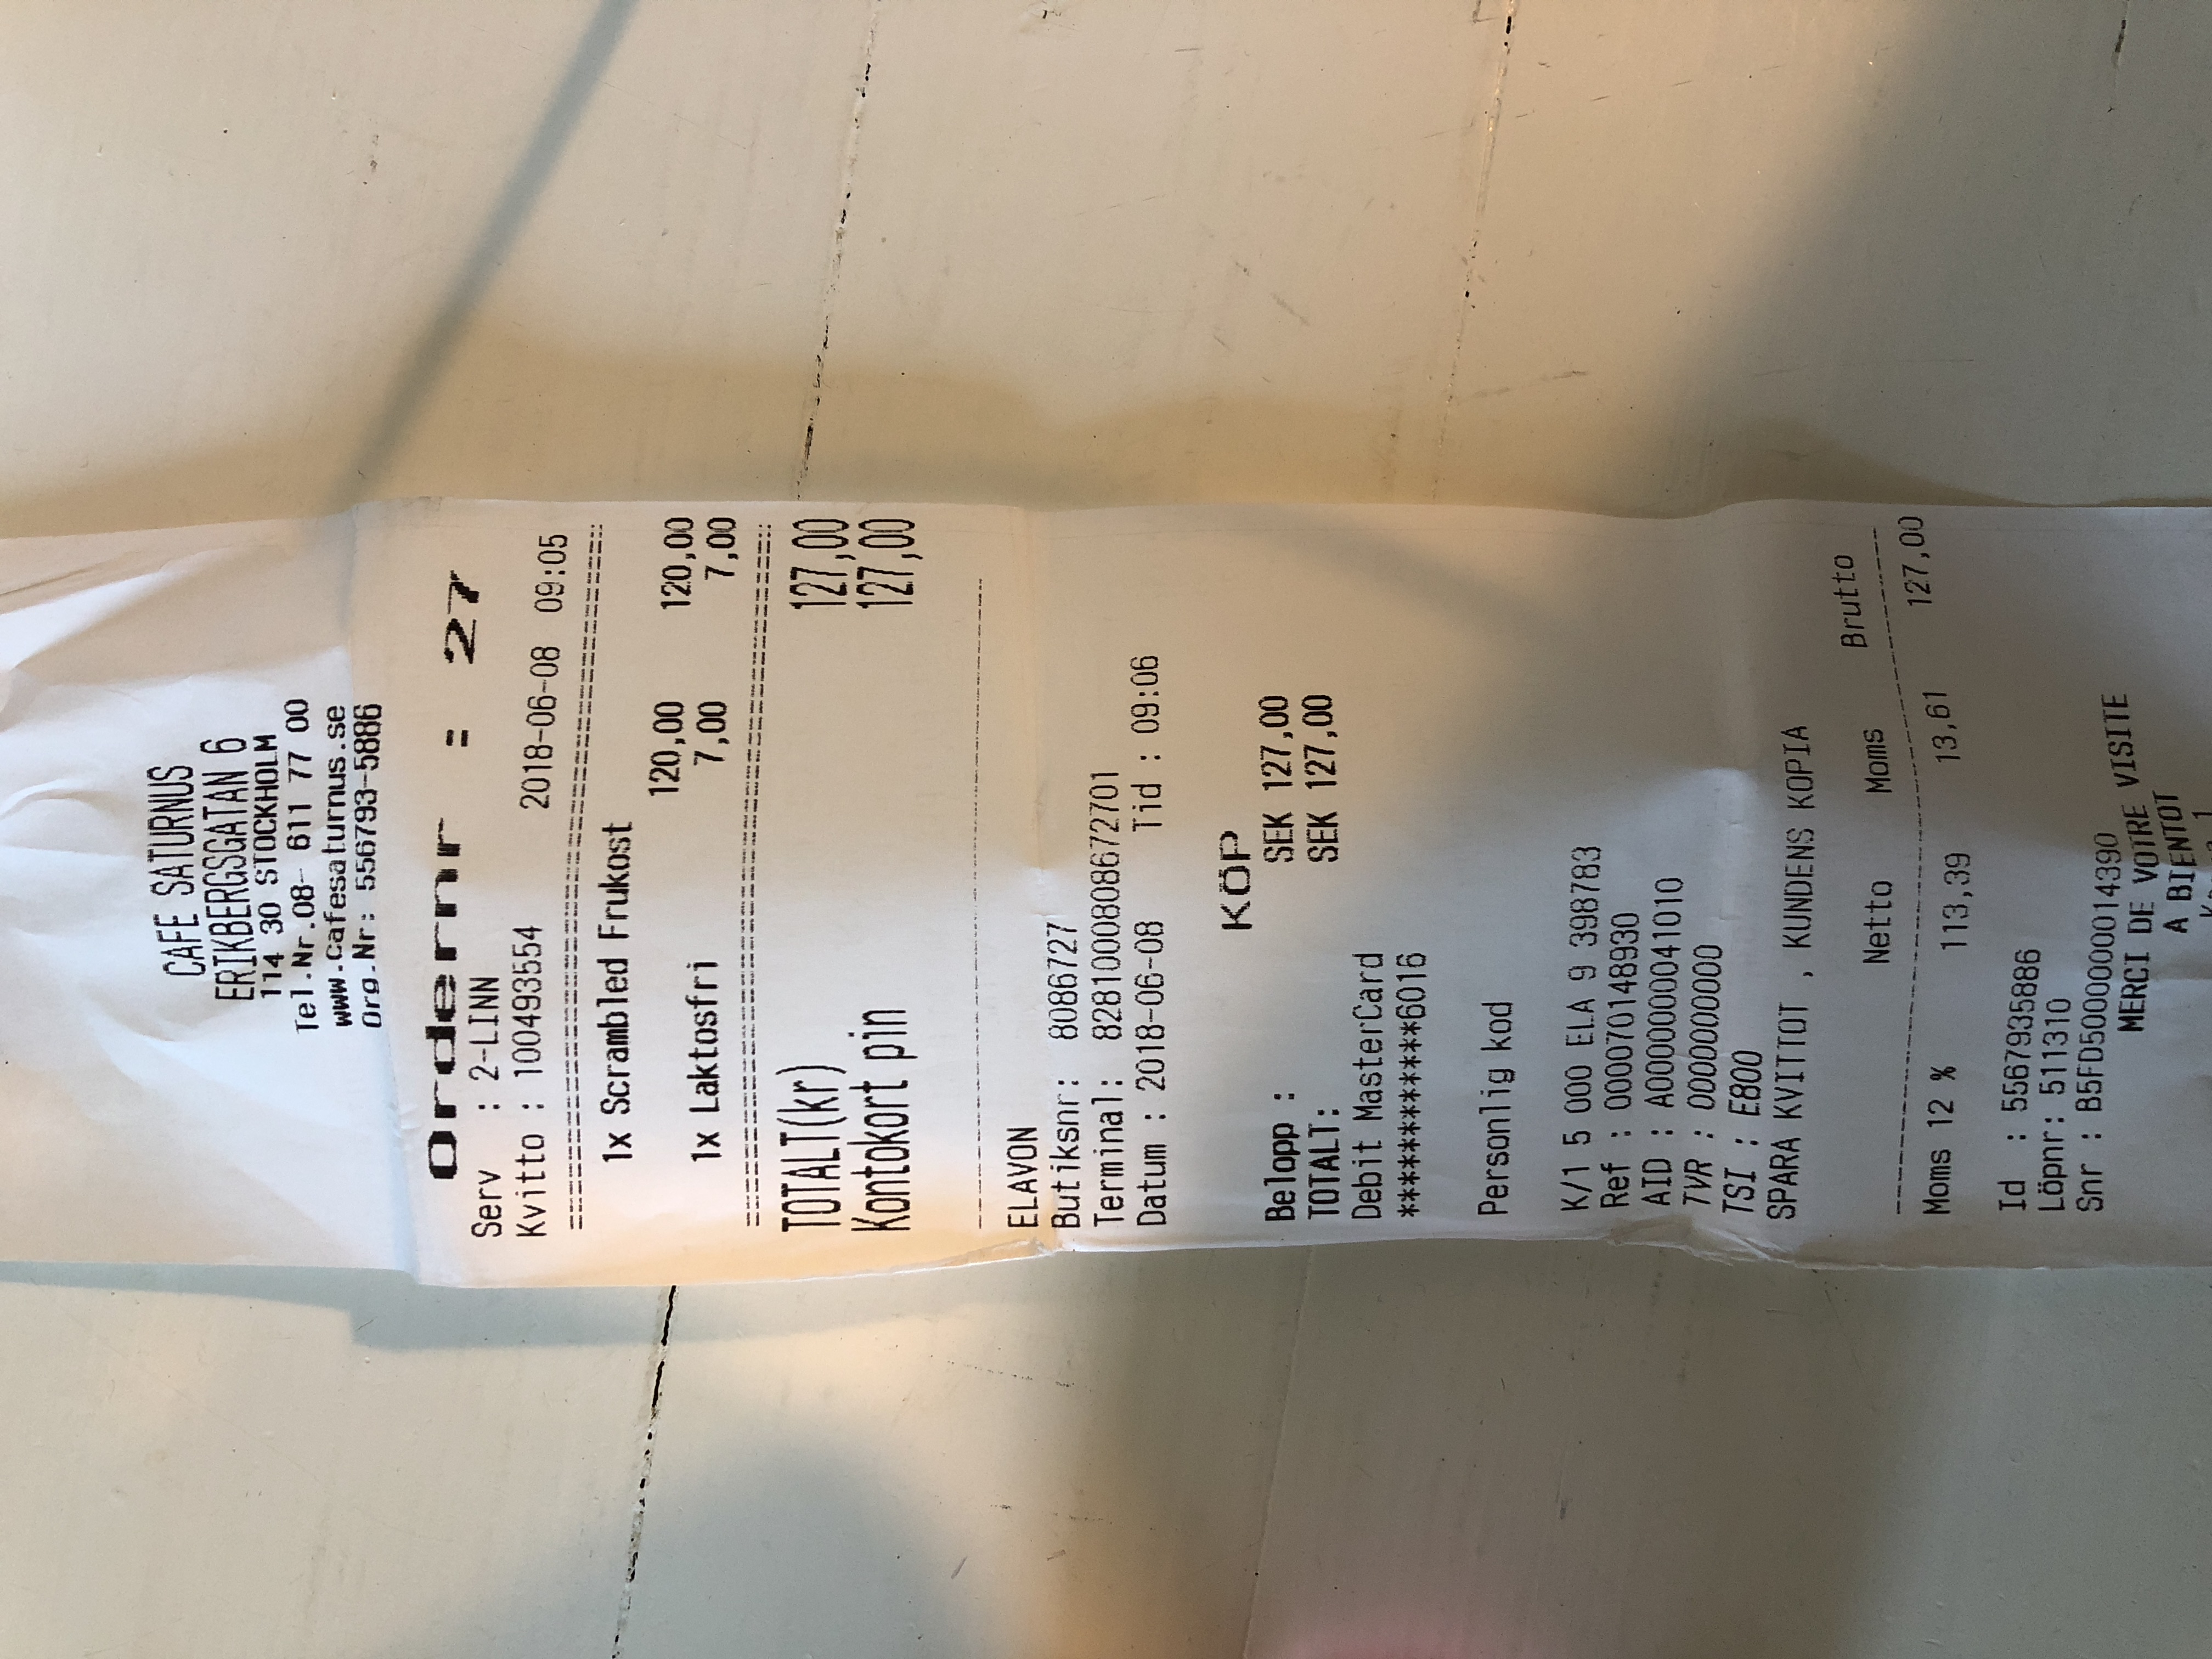 CAFE SATURNUS
ERIKBERGSGATAN 6
114 30 STOCKHOLM
Tel.Nr.08- 611 77 00
www.cafesaturnus.se
Org.Nr: 556793-5886
Ordernr : 27
Serv : 2-LINN
Kvitto : 100493554 2018-06-08 09:05
1x Scrambled Frukost
120,00 120,00
1x Laktosfri 7,00 7,00
TOTALT(kr) 127,00
Kontokort pin 127,00
ELAVON
Butiksnr: 8086727
Terminal: 8281000808672701
Datum : 2018-06-08 Tid : 09:06
KÖP
Belopp : SEK 127,00
TOTALT: SEK 127,00
Debit MasterCard
************6016
Personlig kod
K/1 5 000 ELA 9 398783
Ref : 000070148930
AID : A0000000041010
TVR : 0000000000
TSI : E800
SPARA KVITTOT , KUNDENS KOPIA
Netto Moms Brutto
Moms 12 % 113,39 13,61 127,00
Id : 5567935886
Löpnr: 511310
Snr : B5FD5000000014390
MERCI DE VOTRE VISITE
A BIENTOT
1